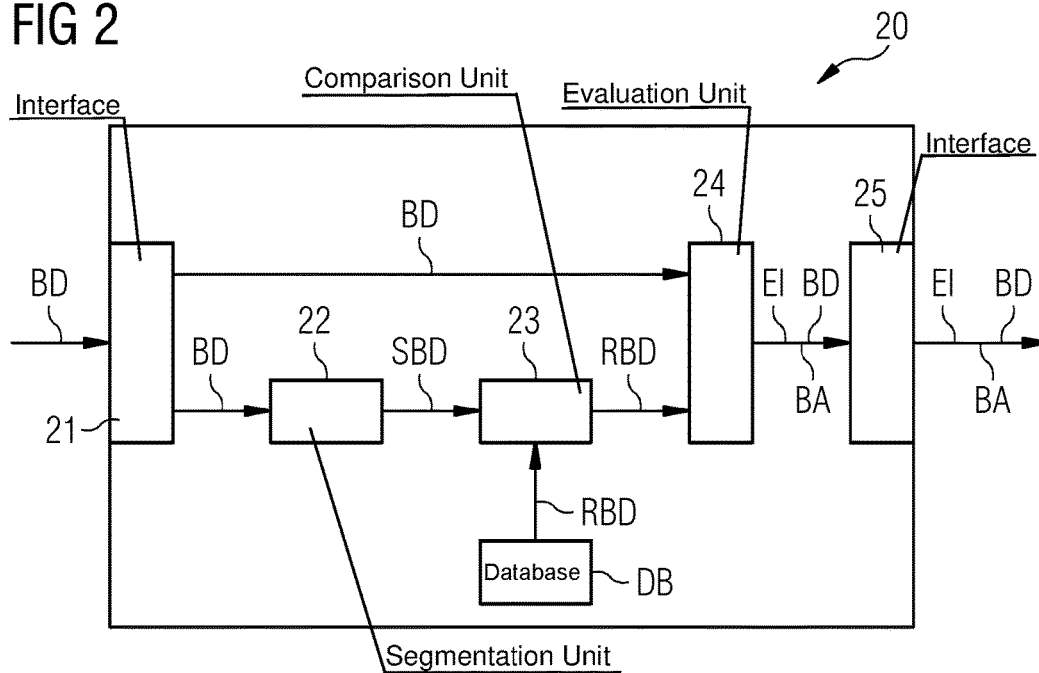 FIG 2
20
Comparison Unit
Evaluation Unit
Interface
Interface
24
25
BD
BD
EI BD
EI BD
BD
22
SBD
23
RBD
BA
BA
21
RBD
Database
DB
Segmentation Unit